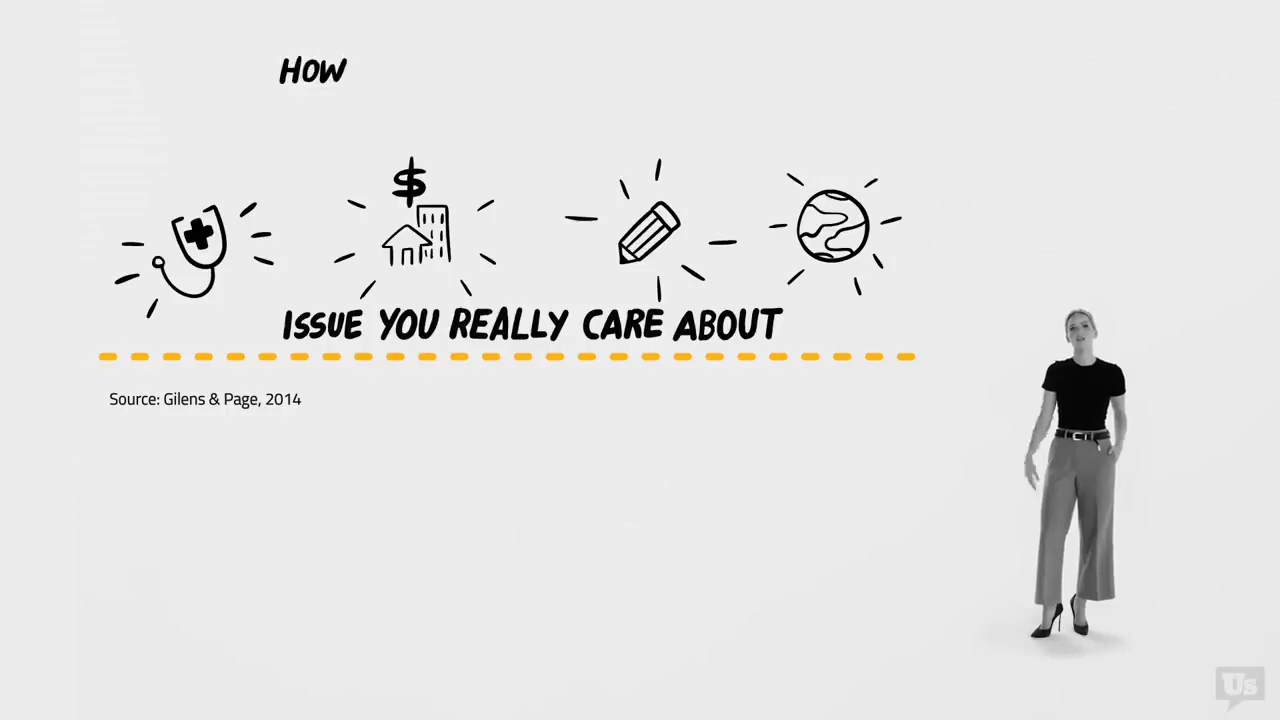 HOW
$
ISSUE YOU REALLY CARE ABOUT
Source: Gilens & Page, 2014
Us